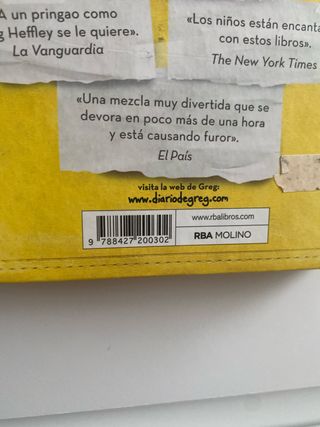 A un pringao como
g Heffley se le quiere».
La Vanguardia
«Los niños están encanta
con estos libros».
The New York Times
«Una mezcla muy divertida que se
devora en poco más de una hora
y está causando furor».
El País
visita la web de Greg:
www.diariodegreg.com
www.rbalibros.com
RBA MOLINO
9 788427 200302